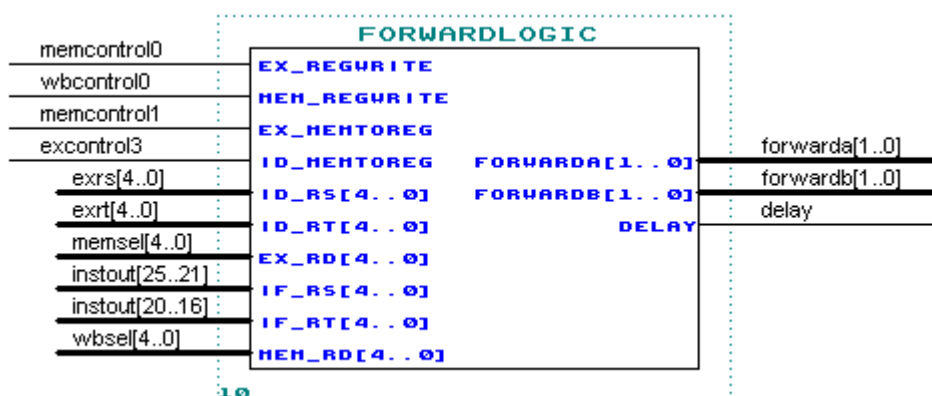 FORWARDLOGIC
memcontrol0
EX_REGWRITE
wbcontrol0
MEM_REGWRITE
memcontrol1
EX_MEMTOREG
excontrol3
ID_MEMTOREG FORWARDA[1..0] forwarda[1..0]
exrs[4..0]
ID_RS[4..0] FORWARDB[1..0] forwardb[1..0]
exrt[4..0]
ID_RT[4..0] DELAY delay
memsel[4..0]
EX_RD[4..0]
instout[25..21]
IF_RS[4..0]
instout[20..16]
IF_RT[4..0]
wbsel[4..0]
MEM_RD[4..0]